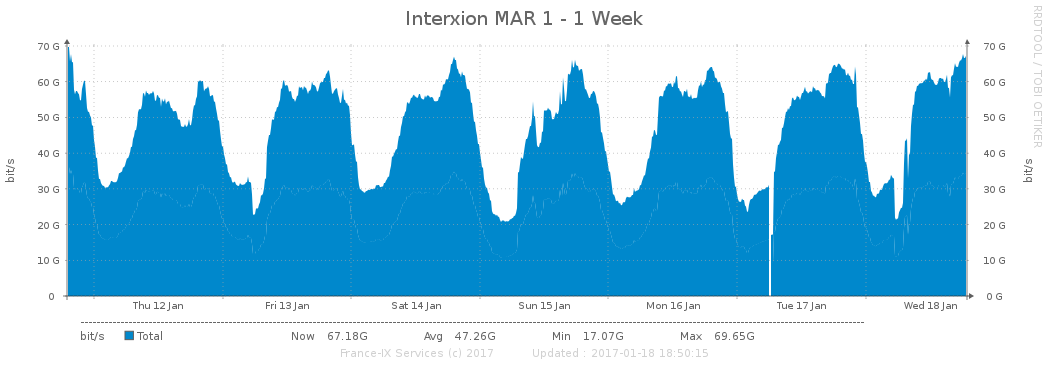 Interxion MAR 1 - 1 Week
RRDTOOL / TOBI OETIKER
bit/s
bit/s
70 G 70 G
60 G 60 G
50 G 50 G
40 G 40 G
30 G 30 G
20 G 20 G
10 G 10 G
0 0 G
Thu 12 Jan Fri 13 Jan Sat 14 Jan Sun 15 Jan Mon 16 Jan Tue 17 Jan Wed 18 Jan
bit/s Total Now 67.18G Avg 47.26G Min 17.07G Max 69.65G
France-IX Services (c) 2017 Updated : 2017-01-18 18:50:15